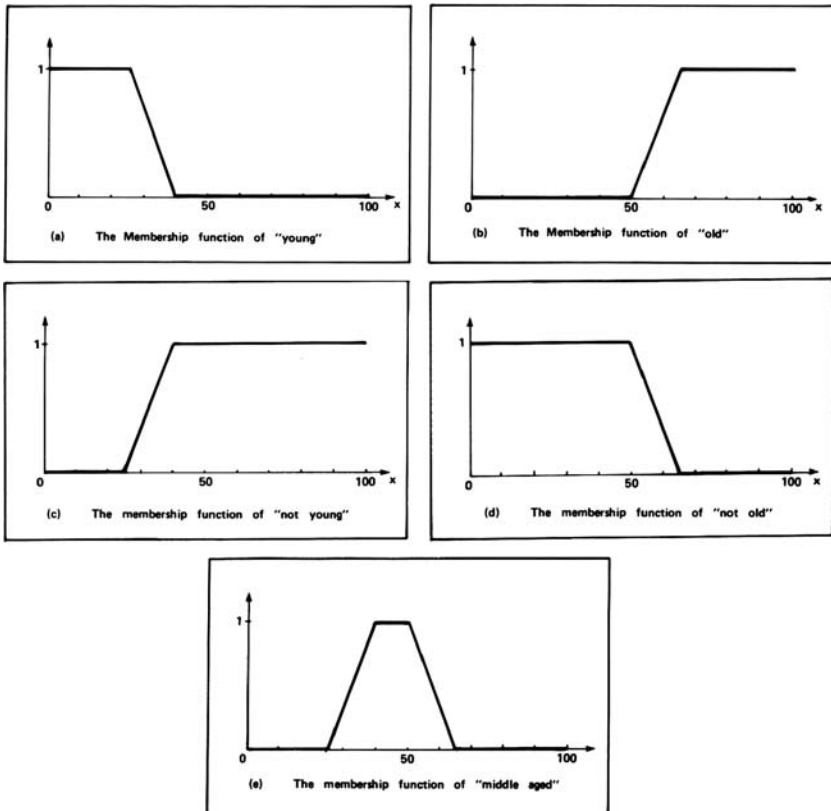 1
0 50 100 x
(a) The Membership function of "young"
1
0 50 100 x
(b) The Membership function of "old"
1
0 50 100 x
(c) The membership function of "not young"
1
0 50 100 x
(d) The membership function of "not old"
1
0 50 100 x
(e) The membership function of "middle aged"